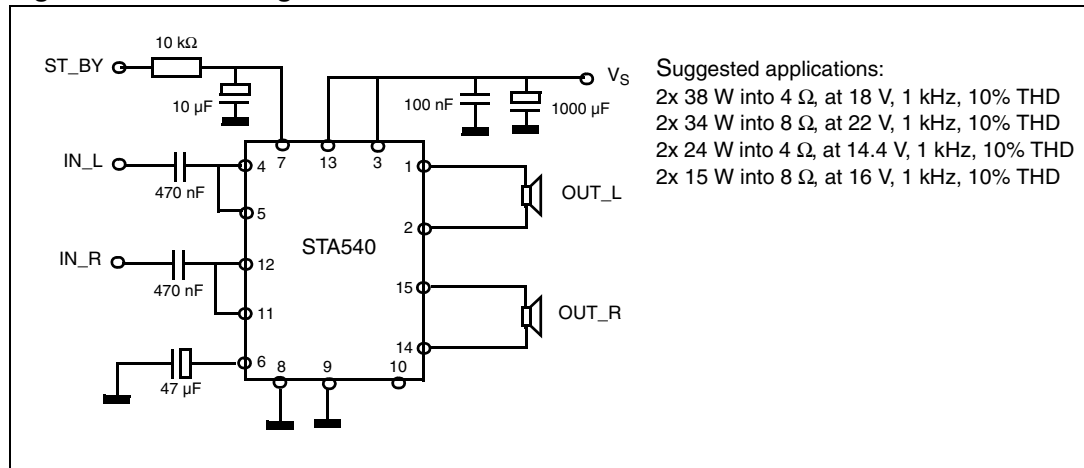 10 kΩ
ST_BY
10 µF
100 nF
1000 µF
V_S
Suggested applications:
2x 38 W into 4 Ω, at 18 V, 1 kHz, 10% THD
2x 34 W into 8 Ω, at 22 V, 1 kHz, 10% THD
2x 24 W into 4 Ω, at 14.4 V, 1 kHz, 10% THD
2x 15 W into 8 Ω, at 16 V, 1 kHz, 10% THD
IN_L
470 nF
4
7
13
3
1
5
2
OUT_L
STA540
IN_R
470 nF
12
11
15
14
OUT_R
47 µF
6
8
9
10